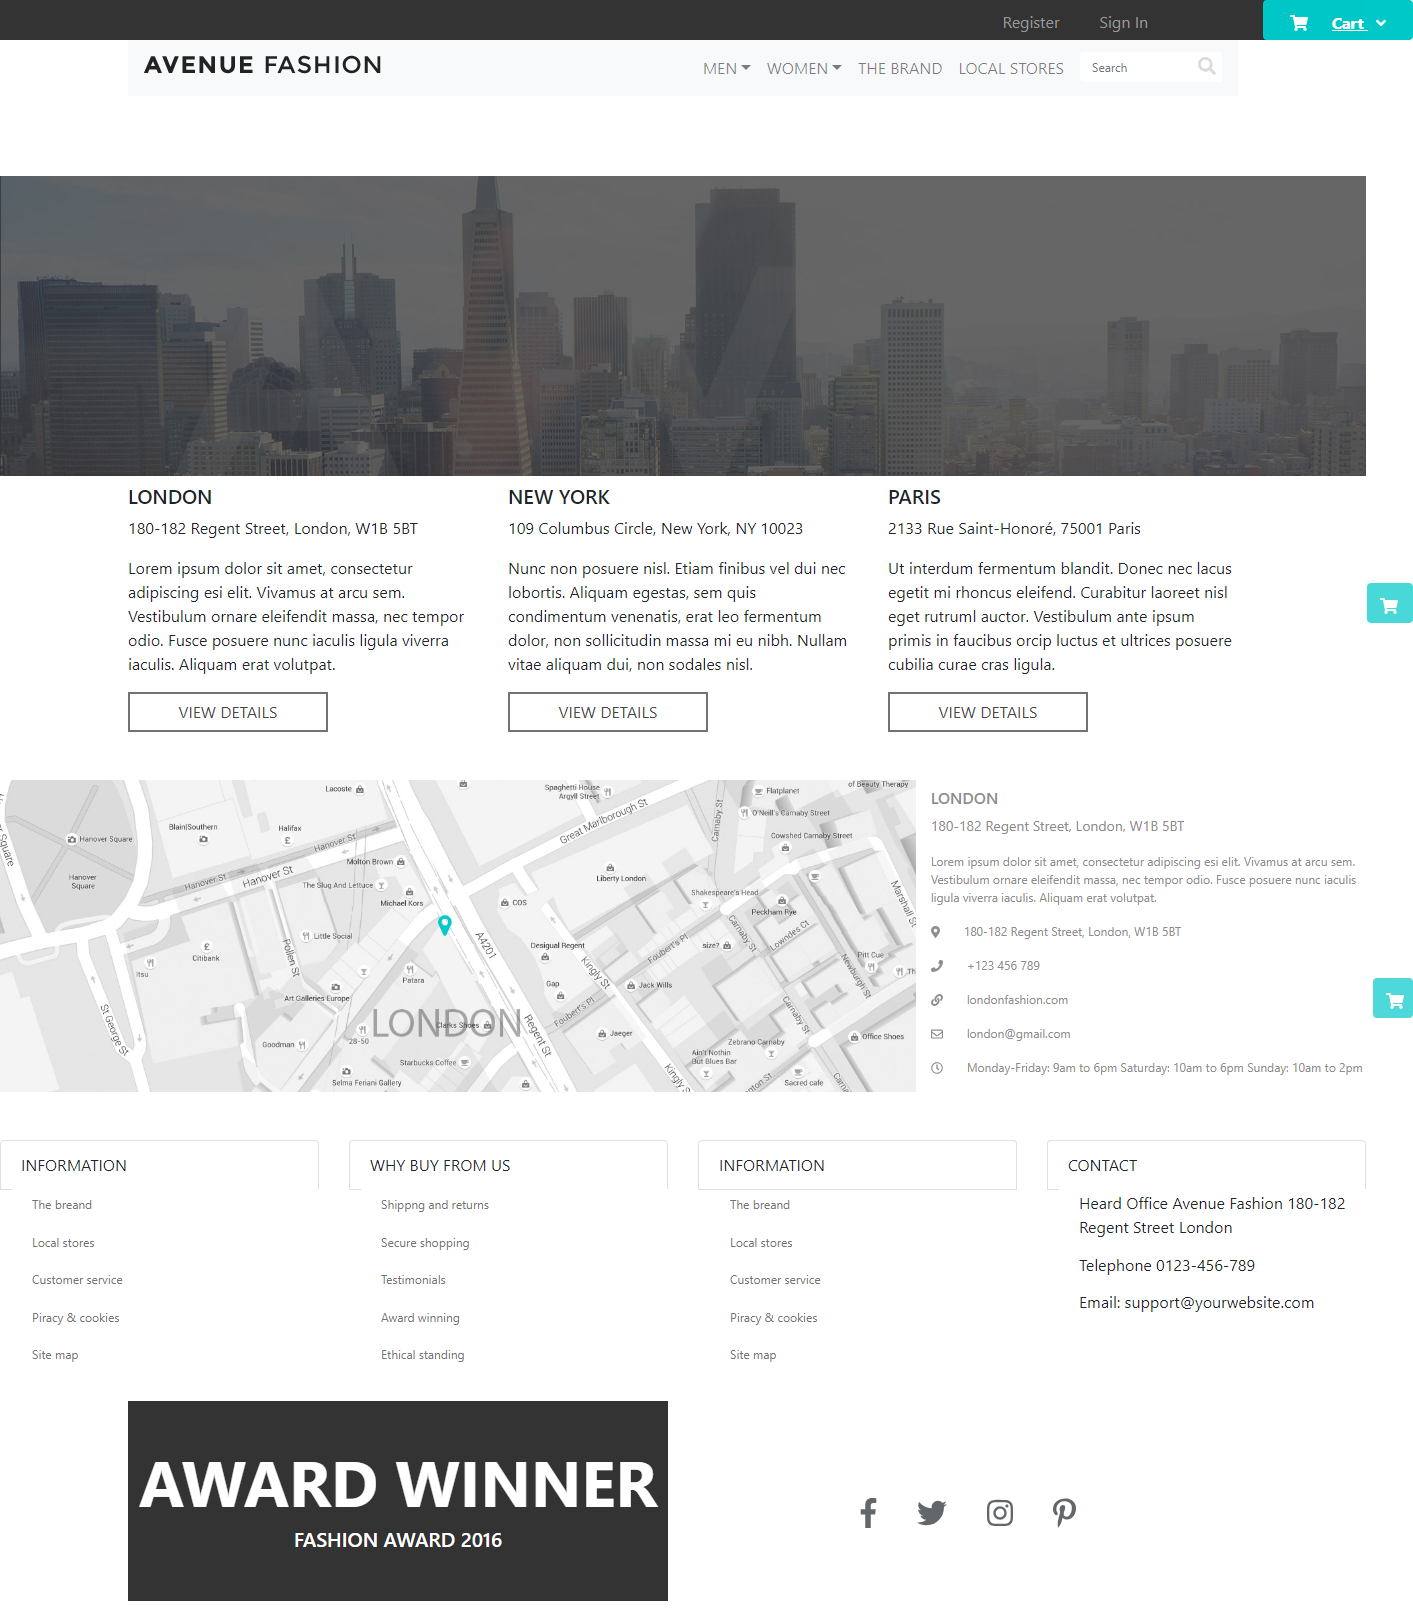 Register
Sign In
Cart
AVENUE FASHION
MEN
WOMEN
THE BRAND
LOCAL STORES
Search
LONDON
180-182 Regent Street, London, W1B 5BT
Lorem ipsum dolor sit amet, consectetur
adipiscing esi elit. Vivamus at arcu sem.
Vestibulum ornare eleifendit massa, nec tempor
odio. Fusce posuere nunc iaculis ligula viverra
iaculis. Aliquam erat volutpat.
VIEW DETAILS
NEW YORK
109 Columbus Circle, New York, NY 10023
Nunc non posuere nisl. Etiam finibus vel dui nec
lobortis. Aliquam egestas, sem quis
condimentum venenatis, erat leo fermentum
dolor, non sollicitudin massa mi eu nibh. Nullam
vitae aliquam dui, non sodales nisl.
VIEW DETAILS
PARIS
2133 Rue Saint-Honoré, 75001 Paris
Ut interdum fermentum blandit. Donec nec lacus
egetit mi rhoncus eleifend. Curabitur laoreet nisl
eget rutruml auctor. Vestibulum ante ipsum
primis in faucibus orcip luctus et ultrices posuere
cubilia curae cras ligula.
VIEW DETAILS
Lacoste
Spaghetti House
Argyll Street
of Beauty Therapy
Flatplanet
O'Neill's Carnaby Street
Carnaby St
Great Marlborough St
Cowshed Carnaby Street
Blain|Southern
Halifax
Hanover Square
Hanover St
Molton Brown
Hanover
Square
Hanover St
Hanover St
The Slug And Lettuce
Michael Kors
Liberty London
Shakespeare's Head
Peckham Rye
Marshall St
COS
Little Social
Citibank
Pollen St
A4201
Desigual Regent
size?
Foubert's Pl
Carnaby St
Lowndes Ct
Pitt Cue
Newburgh St
Th
Itsu
Patara
Kingly St
Gap
Jack Wills
Art Galleries Europe
St George St
LONDON
Clarks Shoes
28-50
Regent St
Foubert's Pl
Jaeger
Carnaby St
Office Shoes
Goodman
Starbucks Coffee
Zebrano Carnaby
Ain't Nothin
But Blues Bar
Selma Feriani Gallery
Kingly St
nton St
Sacred cafe
Carna
LONDON
180-182 Regent Street, London, W1B 5BT
Lorem ipsum dolor sit amet, consectetur adipiscing esi elit. Vivamus at arcu sem.
Vestibulum ornare eleifendit massa, nec tempor odio. Fusce posuere nunc iaculis
ligula viverra iaculis. Aliquam erat volutpat.
180-182 Regent Street, London, W1B 5BT
+123 456 789
londonfashion.com
london@gmail.com
Monday-Friday: 9am to 6pm Saturday: 10am to 6pm Sunday: 10am to 2pm
INFORMATION
The breand
Local stores
Customer service
Piracy & cookies
Site map
WHY BUY FROM US
Shippng and returns
Secure shopping
Testimonials
Award winning
Ethical standing
INFORMATION
The breand
Local stores
Customer service
Piracy & cookies
Site map
CONTACT
Heard Office Avenue Fashion 180-182
Regent Street London
Telephone 0123-456-789
Email: support@yourwebsite.com
AWARD WINNER
FASHION AWARD 2016